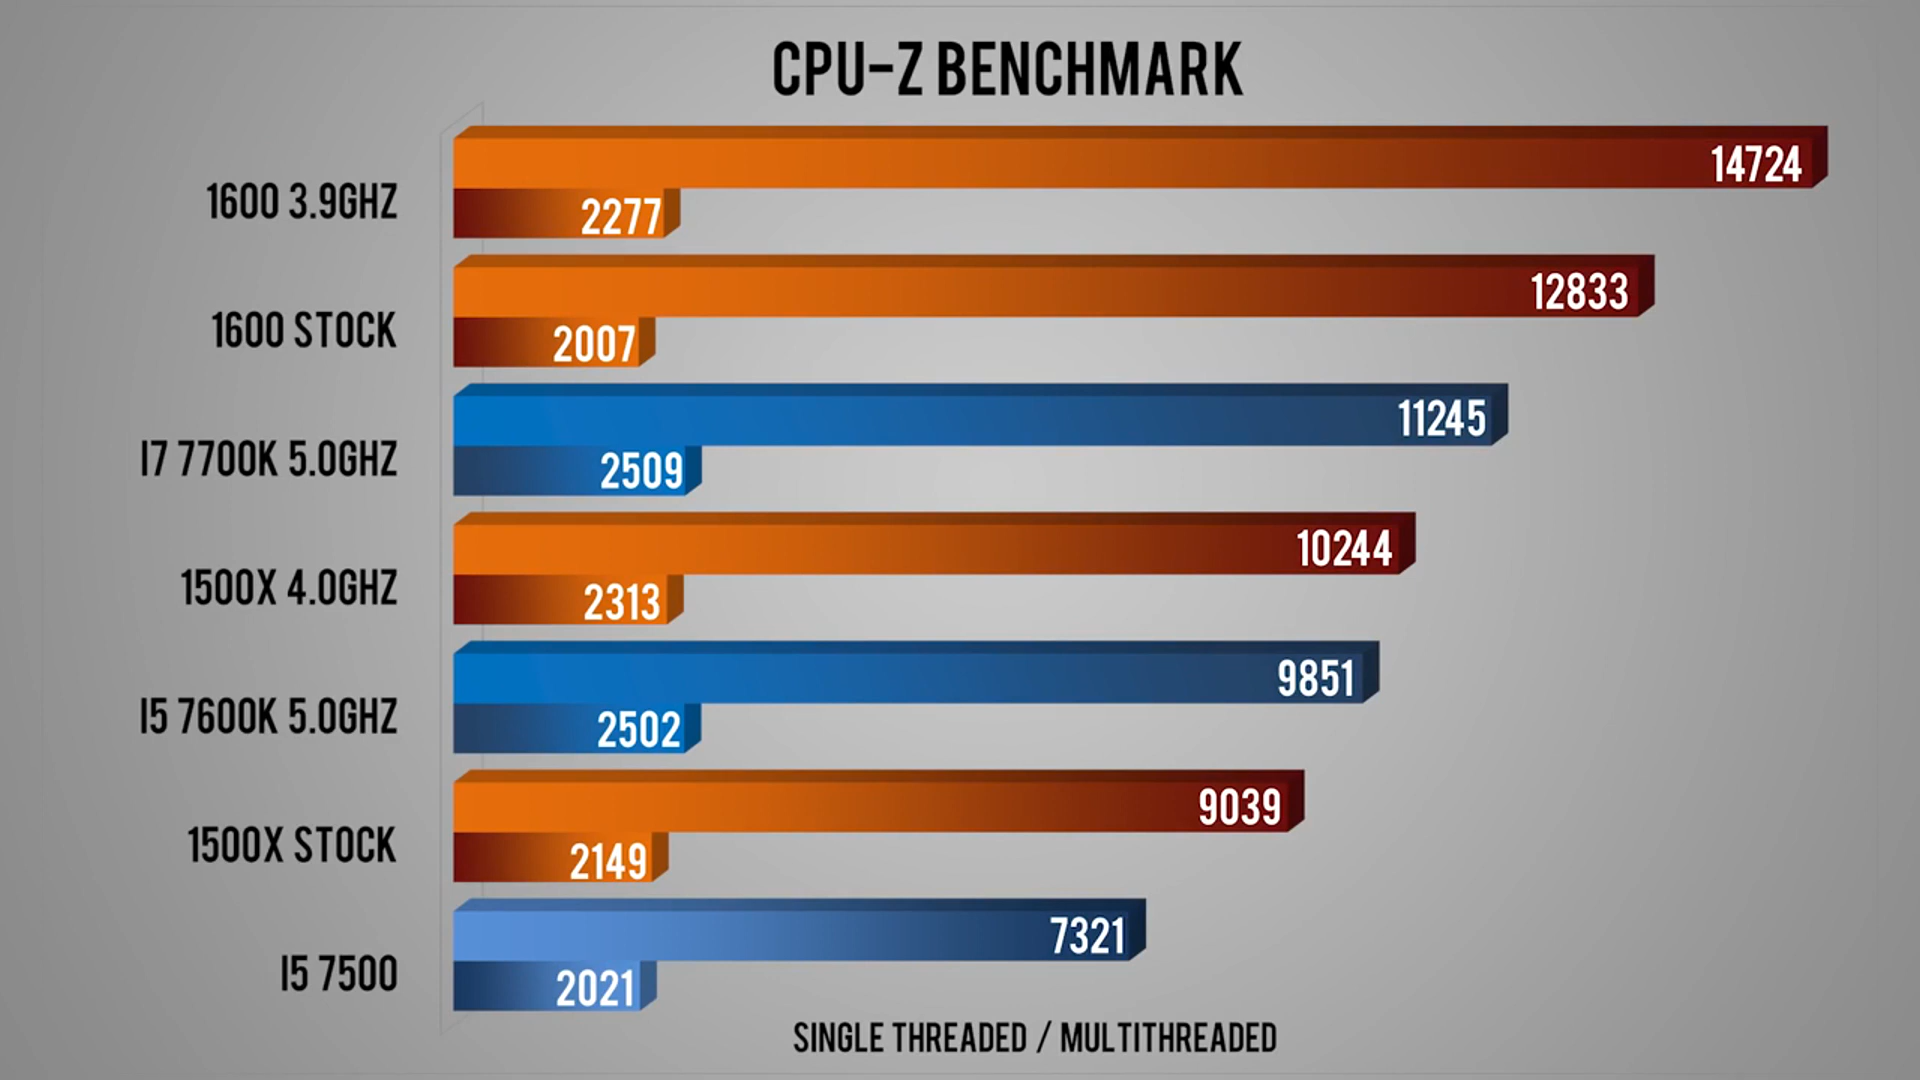 CPU-Z BENCHMARK
14724
1600 3.9GHZ
2277
12833
1600 STOCK
2007
11245
I7 7700K 5.0GHZ
2509
10244
1500X 4.0GHZ
2313
9851
I5 7600K 5.0GHZ
2502
9039
1500X STOCK
2149
7321
I5 7500
2021
SINGLE THREADED / MULTITHREADED